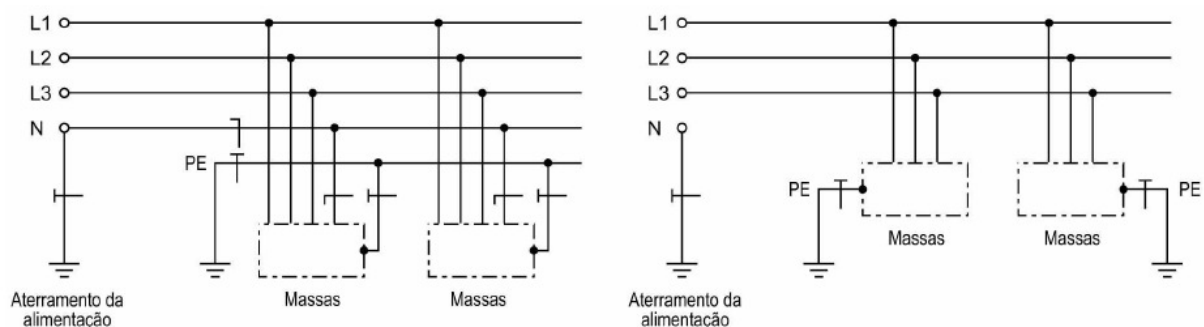 L1
L2
L3
N
PE
Massas
Massas
Aterramento da
alimentação
L1
L2
L3
N
PE
PE
Massas
Massas
Aterramento da
alimentação